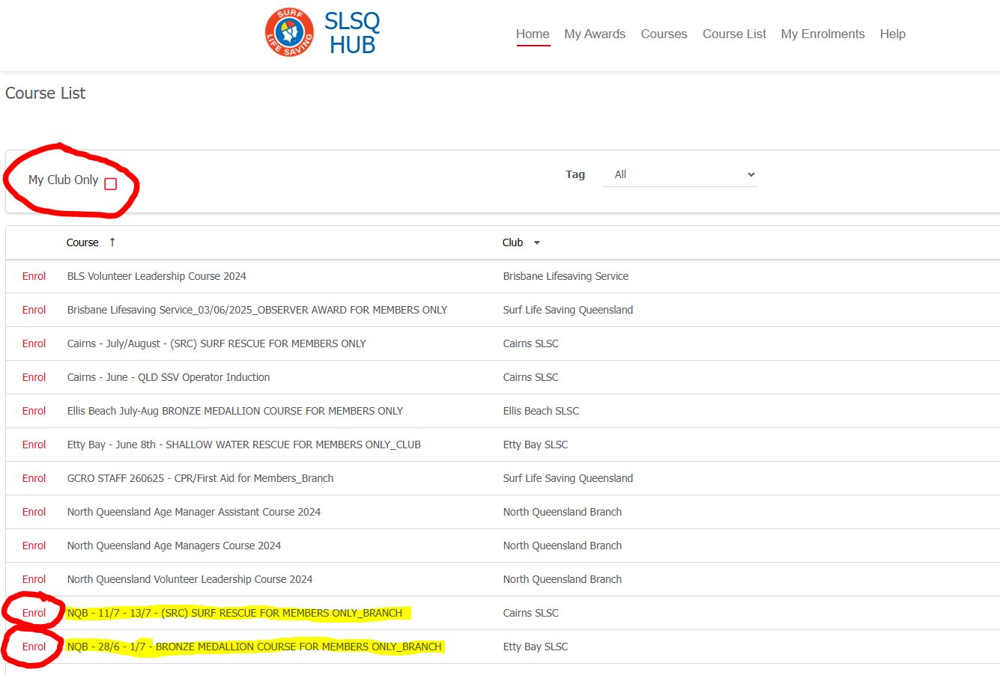 SURF
LIFE SAVING
SLSQ
HUB
Home My Awards Courses Course List My Enrolments Help
Course List
My Club Only
Tag All
Course ↑ Club
Enrol BLS Volunteer Leadership Course 2024 Brisbane Lifesaving Service
Enrol Brisbane Lifesaving Service_03/06/2025_OBSERVER AWARD FOR MEMBERS ONLY Surf Life Saving Queensland
Enrol Cairns - July/August - (SRC) SURF RESCUE FOR MEMBERS ONLY Cairns SLSC
Enrol Cairns - June - QLD SSV Operator Induction Cairns SLSC
Enrol Ellis Beach July-Aug BRONZE MEDALLION COURSE FOR MEMBERS ONLY Ellis Beach SLSC
Enrol Etty Bay - June 8th - SHALLOW WATER RESCUE FOR MEMBERS ONLY_CLUB Etty Bay SLSC
Enrol GCRO STAFF 260625 - CPR/First Aid for Members_Branch Surf Life Saving Queensland
Enrol North Queensland Age Manager Assistant Course 2024 North Queensland Branch
Enrol North Queensland Age Managers Course 2024 North Queensland Branch
Enrol North Queensland Volunteer Leadership Course 2024 North Queensland Branch
Enrol NQB - 11/7 - 13/7 - (SRC) SURF RESCUE FOR MEMBERS ONLY_BRANCH Cairns SLSC
Enrol NQB - 28/6 - 1/7 - BRONZE MEDALLION COURSE FOR MEMBERS ONLY_BRANCH Etty Bay SLSC